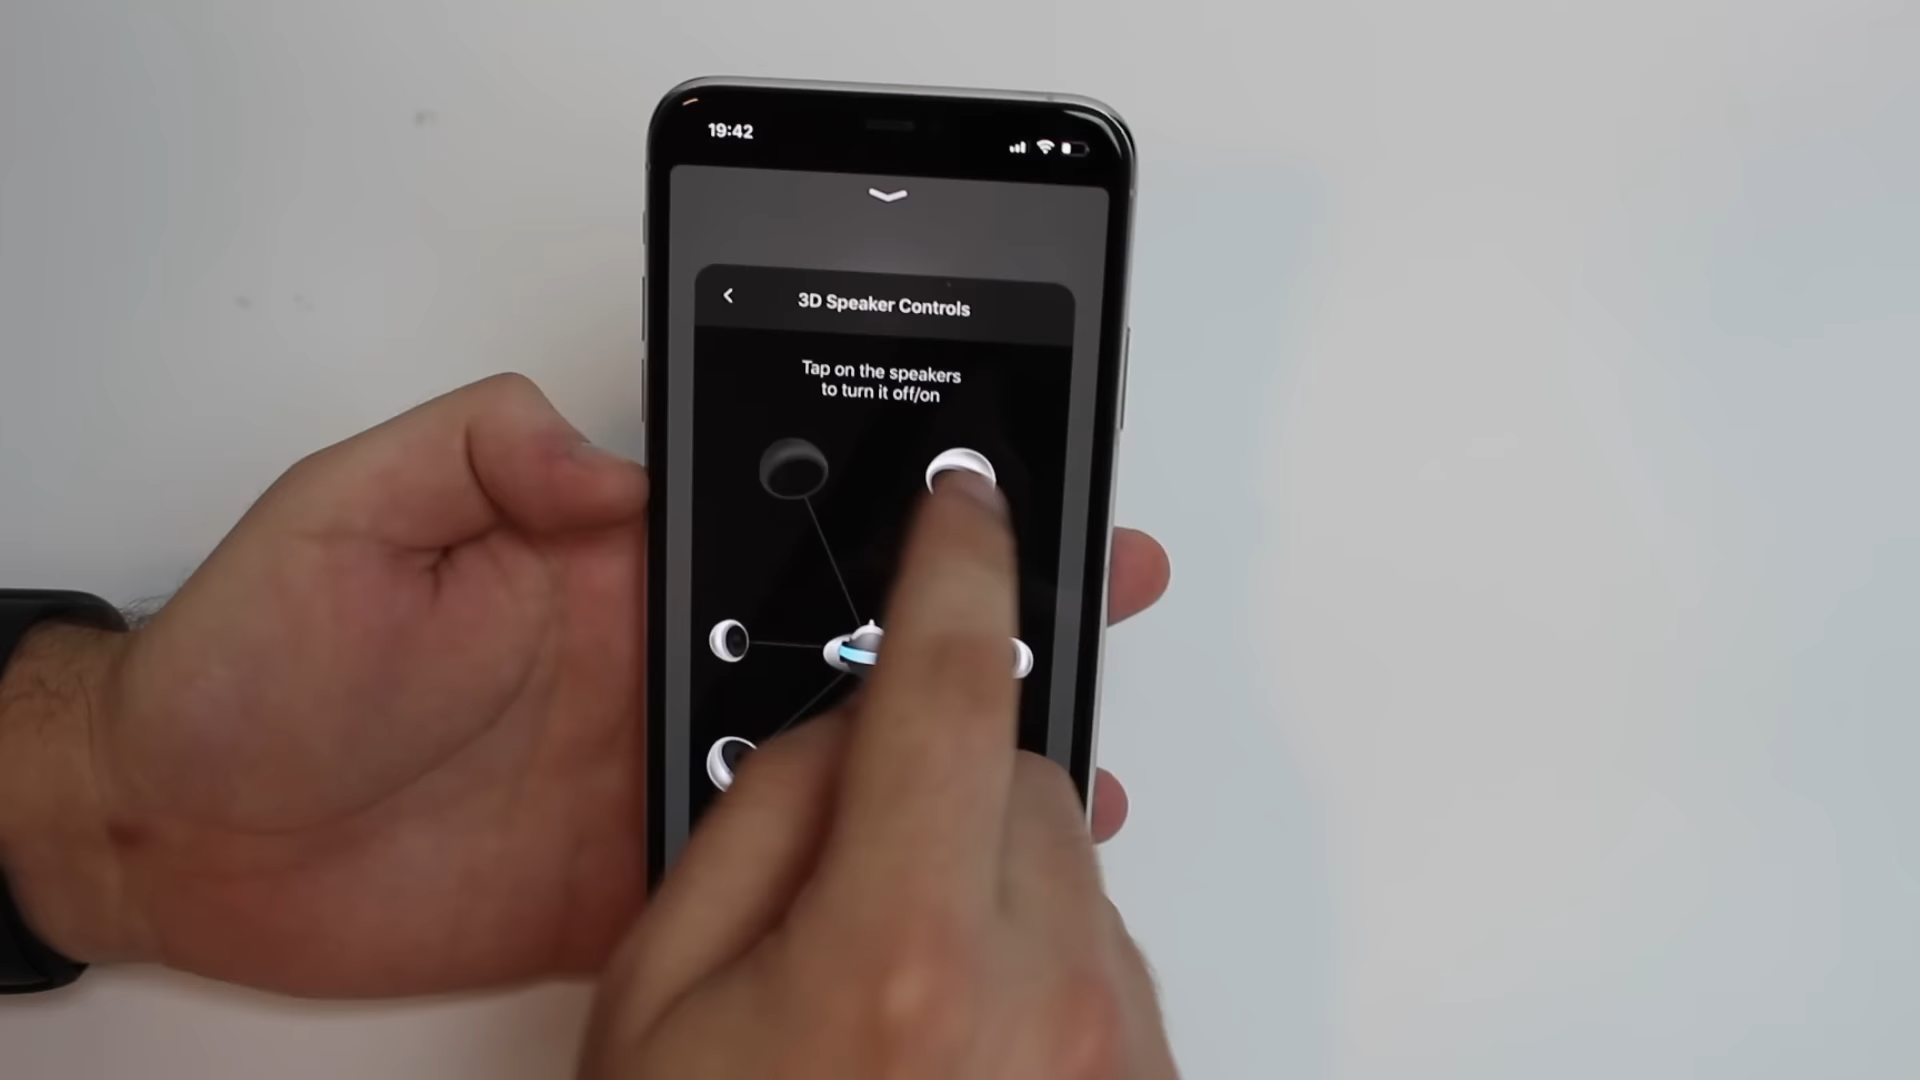 19:42
3D Speaker Controls
Tap on the speakers
to turn it off/on